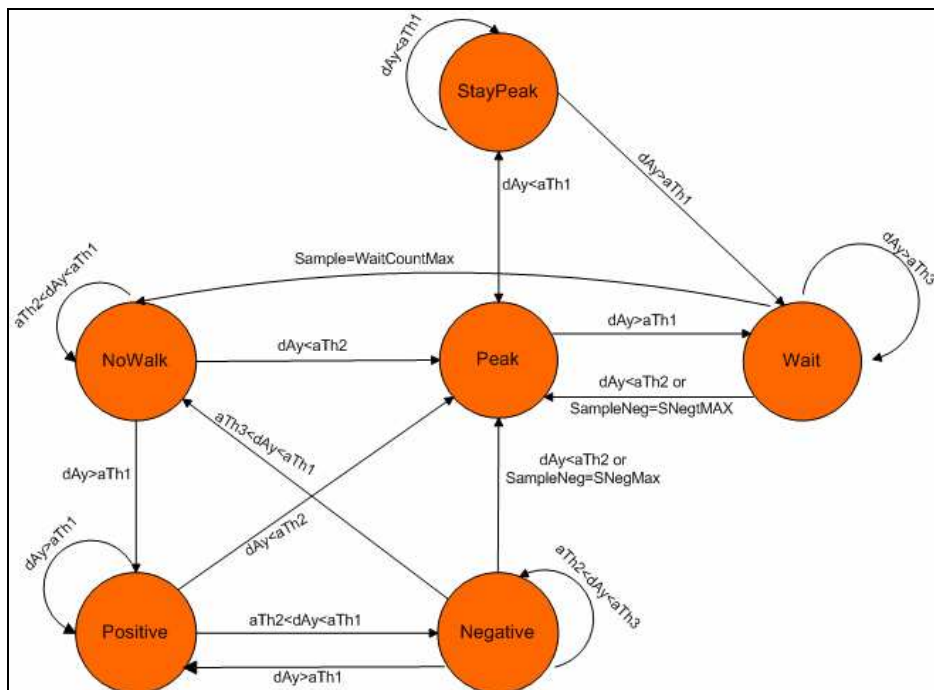 dAy<aTh1
StayPeak
dAy<aTh1
dAy>aTh1
Sample=WaitCountMax
aTh2<dAy<aTh1
dAy>aTh3
NoWalk
dAy<aTh2
Peak
dAy>aTh1
Wait
dAy<aTh2 or
SampleNeg=SNegtMAX
aTh3<dAy<aTh1
dAy>aTh1
dAy<aTh2 or
SampleNeg=SNegMax
dAy<aTh2
dAy>aTh1
aTh2<dAy<aTh3
Positive
aTh2<dAy<aTh1
Negative
dAy>aTh1